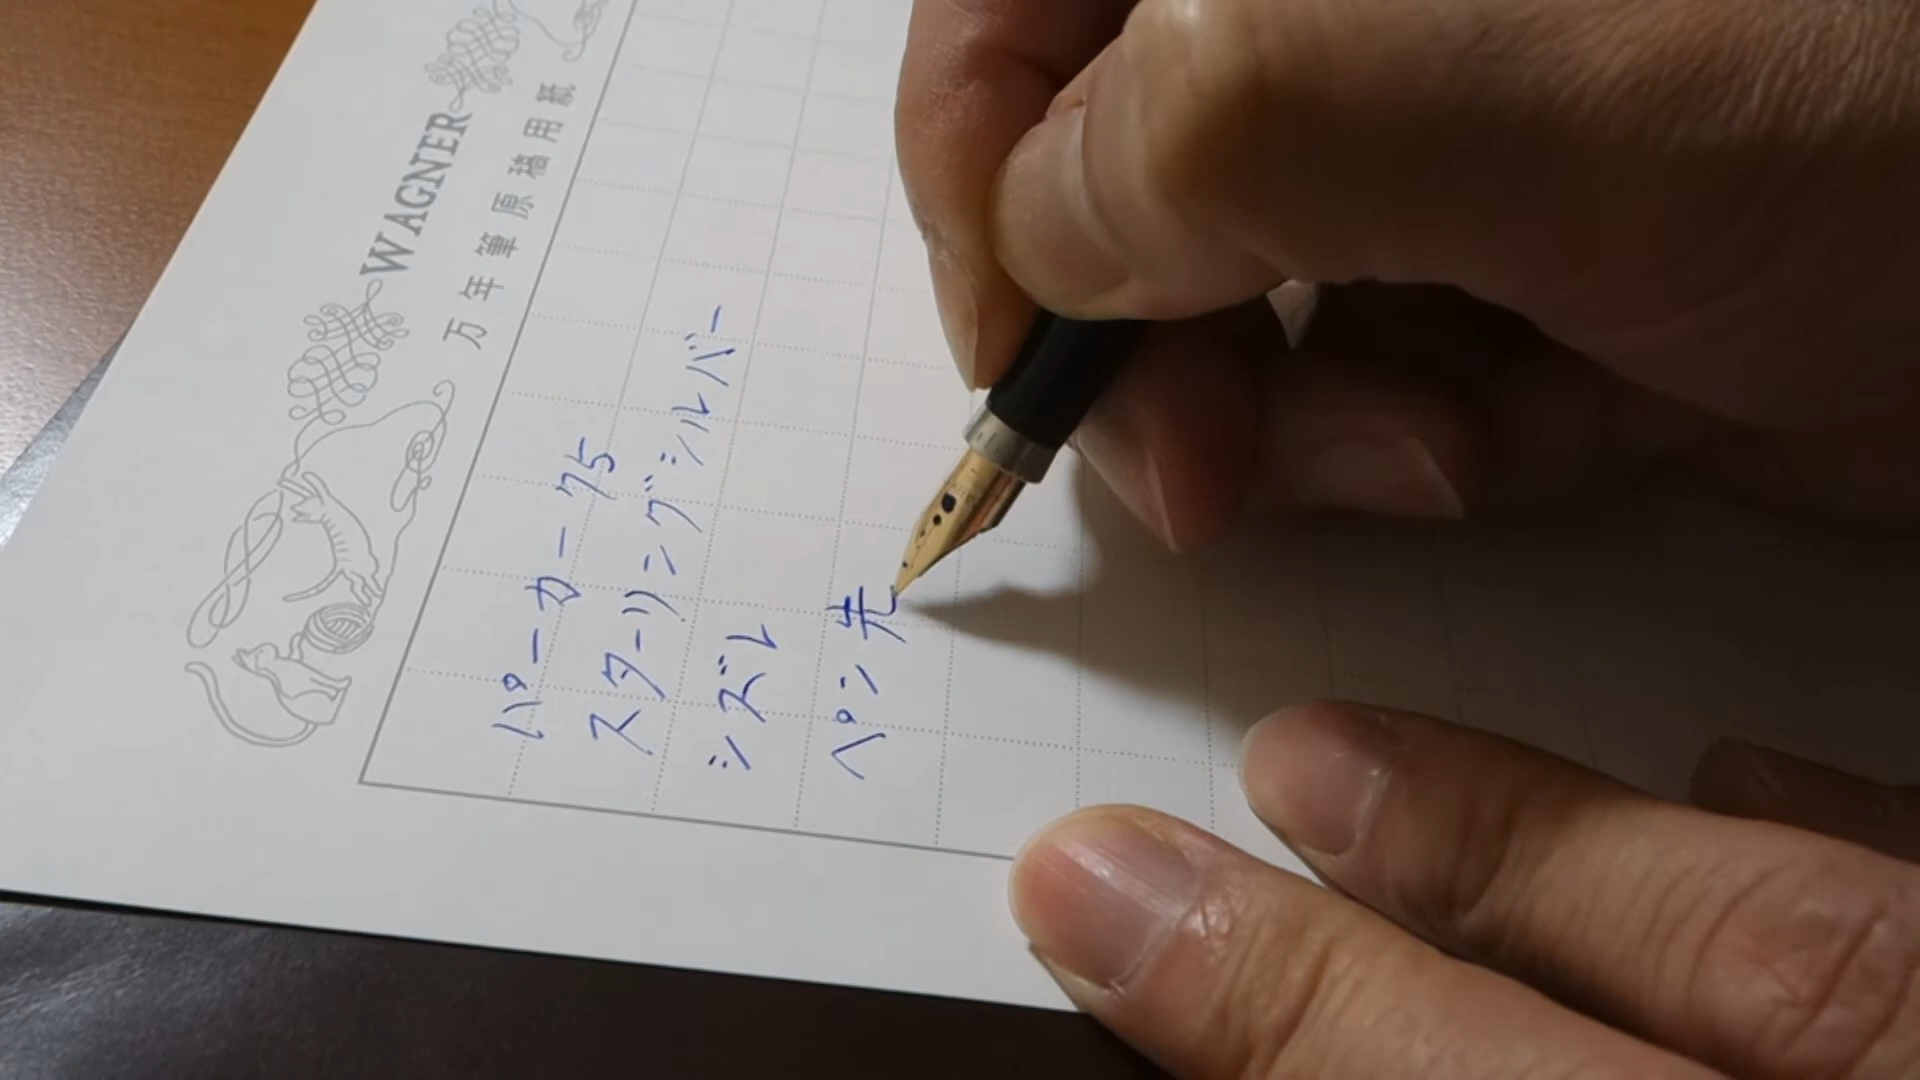 WAGNER
万年筆原稿用紙
パーカー75
スターリングシルバー
シズレ
ペン先